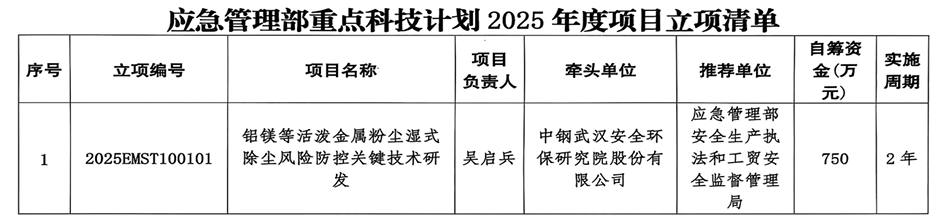 应急管理部重点科技计划 2025 年度项目立项清单
序号
立项编号
项目名称
项目
负责人
牵头单位
推荐单位
自筹资
金(万
元)
实施
周期
1
2025EMST100101
铝镁等活泼金属粉尘湿式
除尘风险防控关键技术研
发
吴启兵
中钢武汉安全环
保研究院股份有
限公司
应急管理部
安全生产执
法和工贸安
全监督管理
局
750
2 年